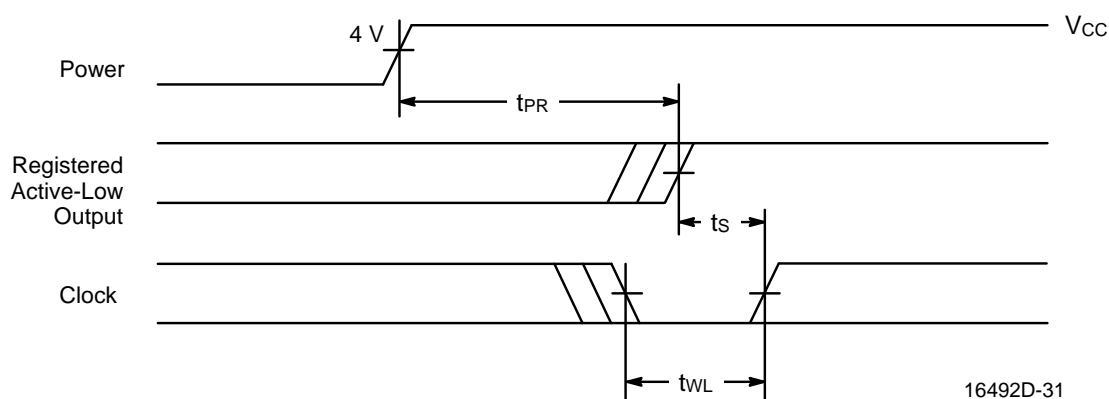 4 V
VCC
Power
tPR
Registered
Active-Low
Output
tS
Clock
tWL
16492D-31